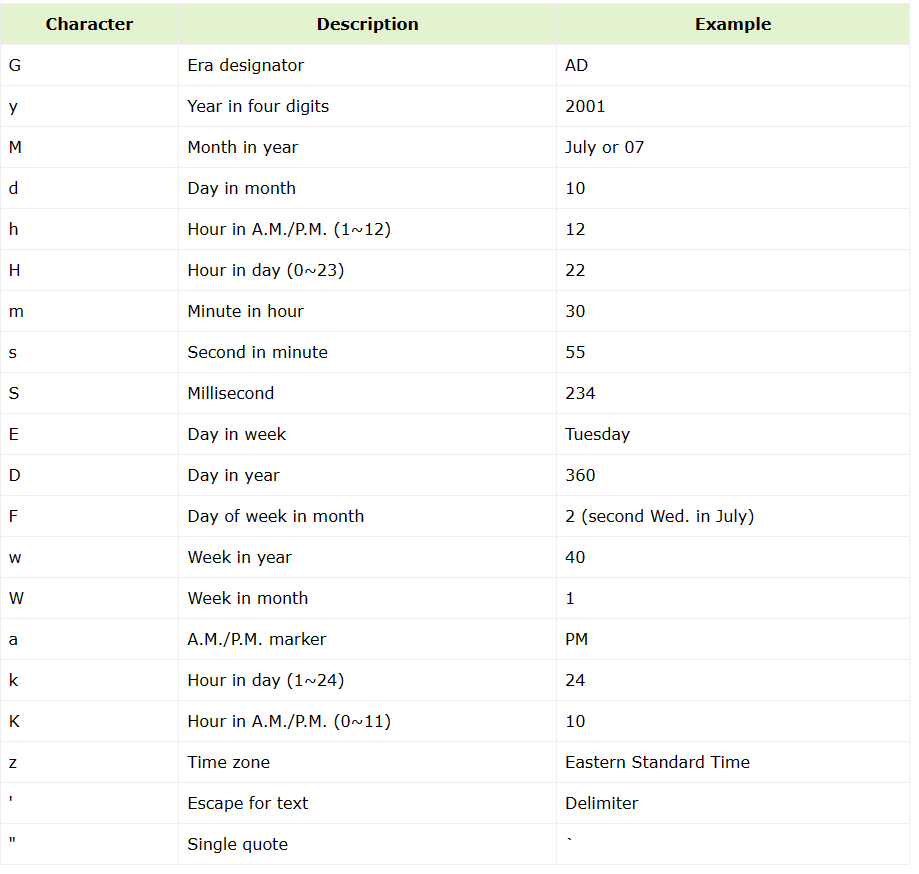 Character Description Example
G Era designator AD
y Year in four digits 2001
M Month in year July or 07
d Day in month 10
h Hour in A.M./P.M. (1~12) 12
H Hour in day (0~23) 22
m Minute in hour 30
s Second in minute 55
S Millisecond 234
E Day in week Tuesday
D Day in year 360
F Day of week in month 2 (second Wed. in July)
w Week in year 40
W Week in month 1
a A.M./P.M. marker PM
k Hour in day (1~24) 24
K Hour in A.M./P.M. (0~11) 10
z Time zone Eastern Standard Time
' Escape for text Delimiter
" Single quote `